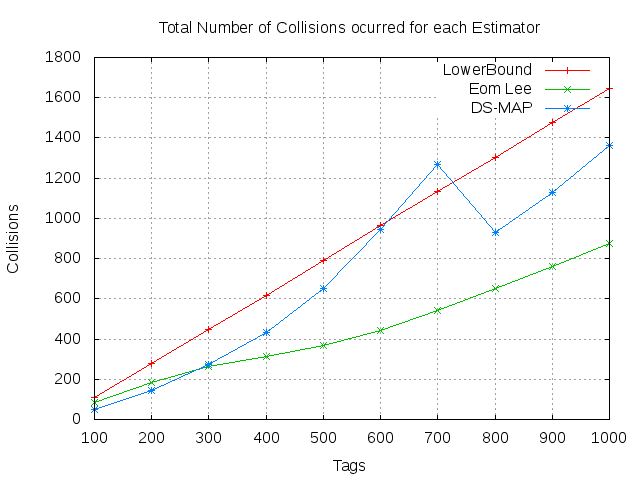 Total Number of Collisions ocurred for each Estimator
1800
1600
1400
1200
1000
800
600
400
200
0
Collisions
LowerBound
Eom Lee
DS-MAP
100 200 300 400 500 600 700 800 900 1000
Tags